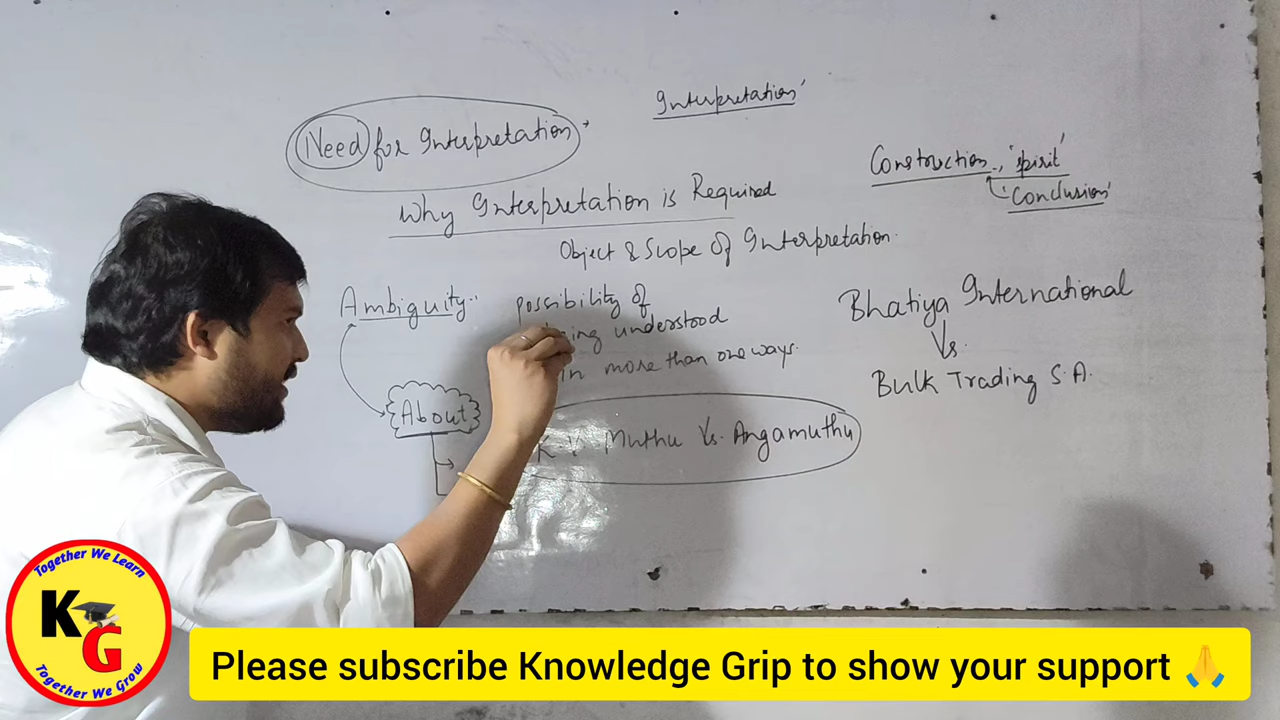 Interpretation'
Need for Interpretation
Construction.., 'spirit'
'Conclusion'
Why Interpretation is Required
Object & Scope of Interpretation.
Ambiguity..
possibility of
understood
in more than one ways.
About
Muthu Vs. Angamuthu
Bhatiya International
Vs.
Bulk Trading S.A.
Together We Learn
KG
Together We Grow
Please subscribe Knowledge Grip to show your support 🙏